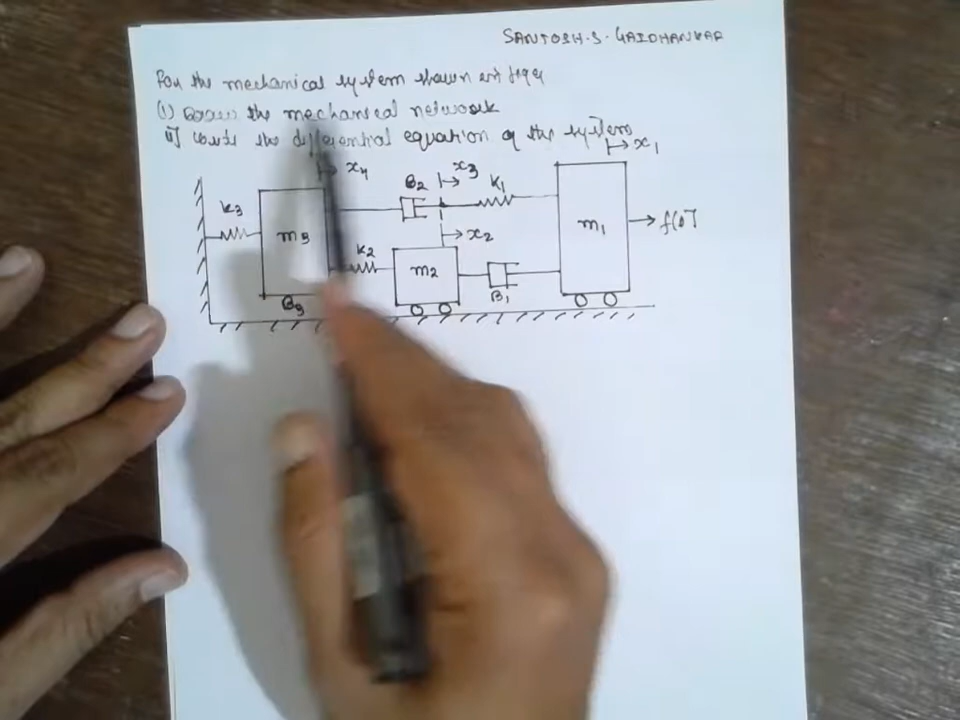 SANTOSH.S. GAIDHANKAR
For the mechanical system shown in fig
(i) Draw the mechanical network
ii) write the differential equation of the system
x4
B2
x3
K1
x1
K3
m3
K2
x2
m2
B1
m1
f(t)
B3